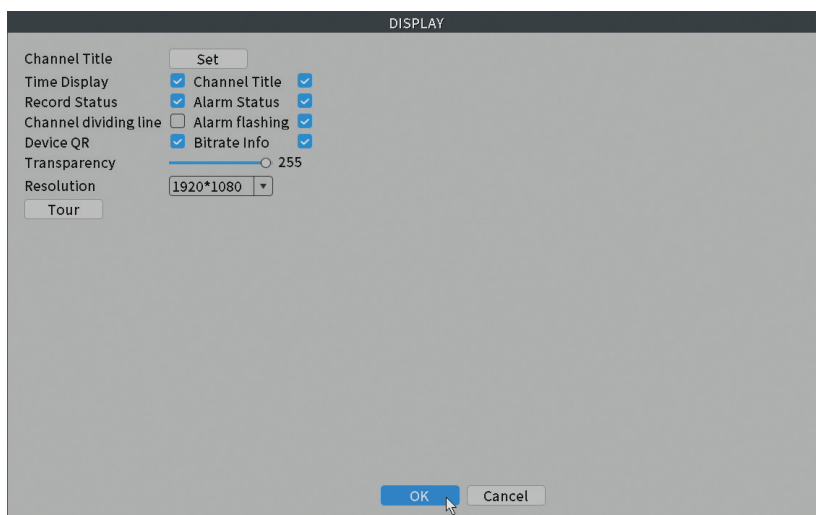 DISPLAY
Channel Title Set
Time Display Channel Title
Record Status Alarm Status
Channel dividing line Alarm flashing
Device QR Bitrate Info
Transparency 255
Resolution 1920*1080
Tour
OK Cancel